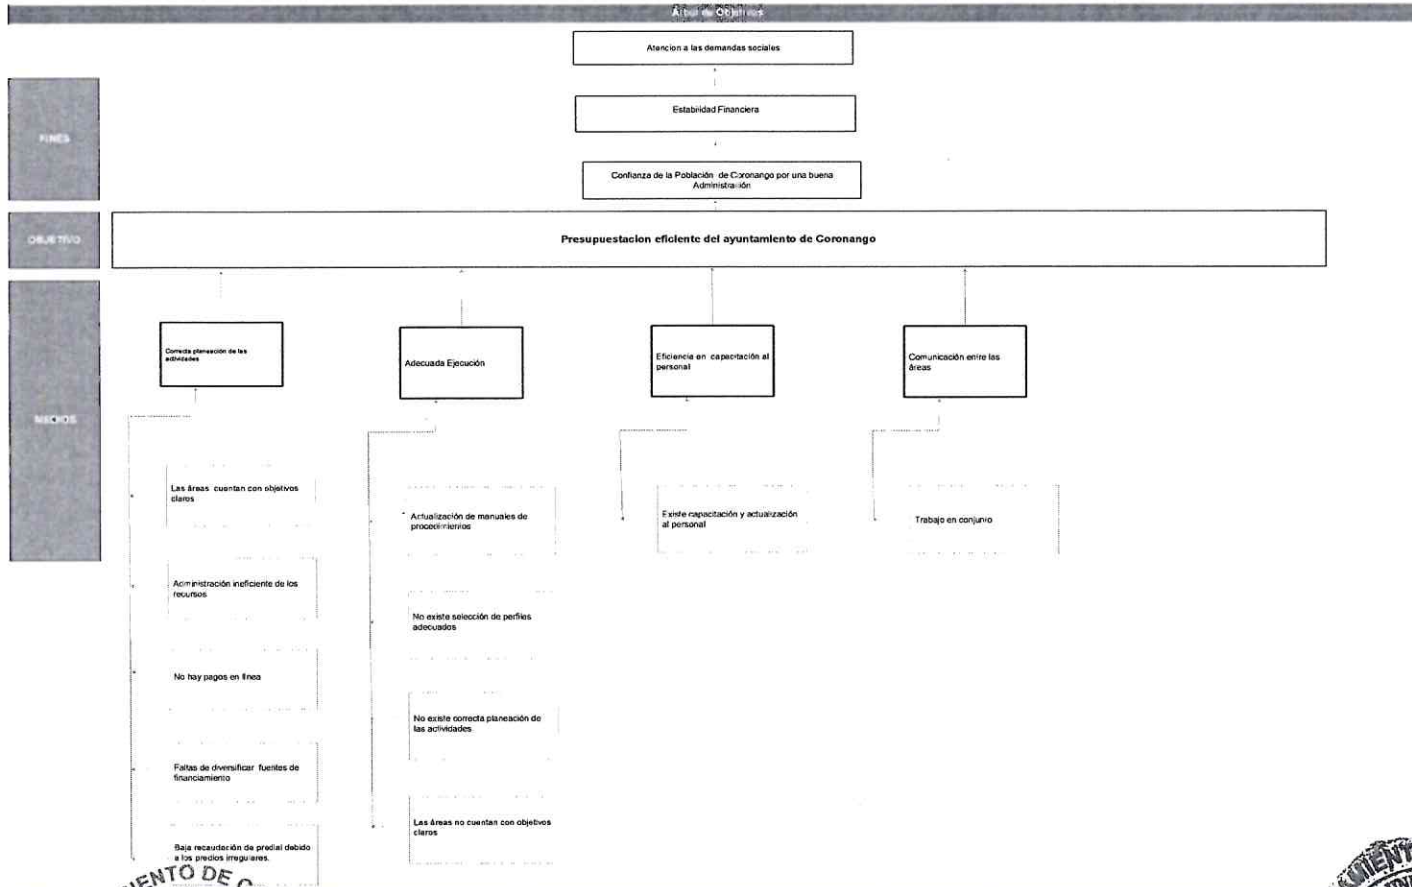 Árbol de Objetivos
Atencion a las demandas sociales
FINES
Estabilidad Financiera
Confianza de la Población de Coronango por una buena
Administración
OBJETIVO
Presupuestacion eficiente del ayuntamiento de Coronango
MEDIOS
Correcta planeación de las
actividades
Adecuada Ejecución
Eficiencia en capacitación al
personal
Comunicación entre las
áreas
Las áreas cuentan con objetivos
claros
Administración ineficiente de los
recursos
No hay pagos en línea
Faltas de diversificar fuentes de
financiamiento
Baja recaudación de predial debido
a los predios irregulares.
Actualización de manuales de
procedimientos
No existe selección de perfiles
adecuados
No existe correcta planeación de
las actividades
Las áreas no cuentan con objetivos
claros
Existe capacitación y actualización
al personal
Trabajo en conjunto